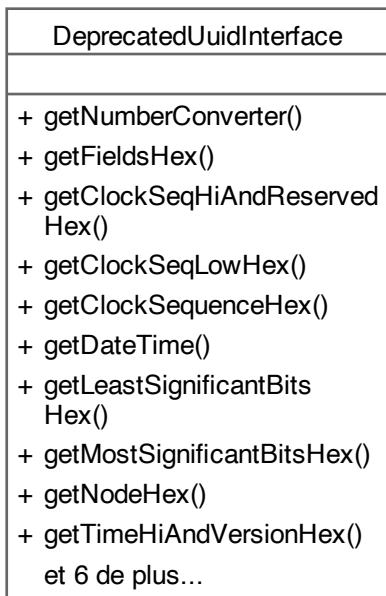 DeprecatedUuidInterface
+ getNumberConverter()
+ getFieldsHex()
+ getClockSeqHiAndReserved
Hex()
+ getClockSeqLowHex()
+ getClockSequenceHex()
+ getDateTime()
+ getLeastSignificantBits
Hex()
+ getMostSignificantBitsHex()
+ getNodeHex()
+ getTimeHiAndVersionHex()
et 6 de plus...